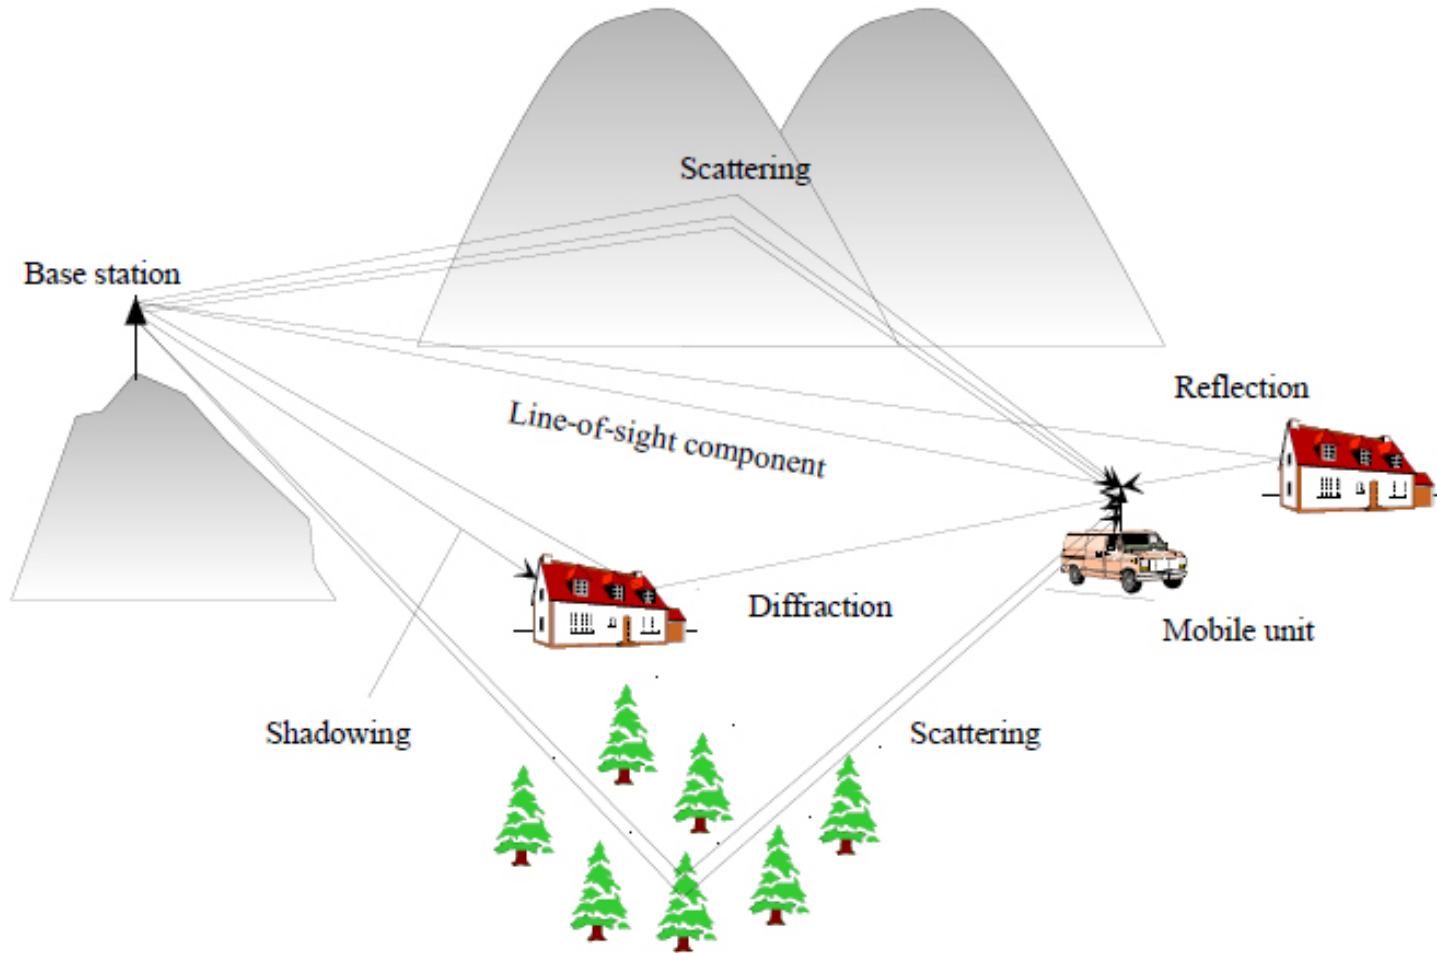 Scattering
Base station
Reflection
Line-of-sight component
Diffraction
Mobile unit
Shadowing
Scattering